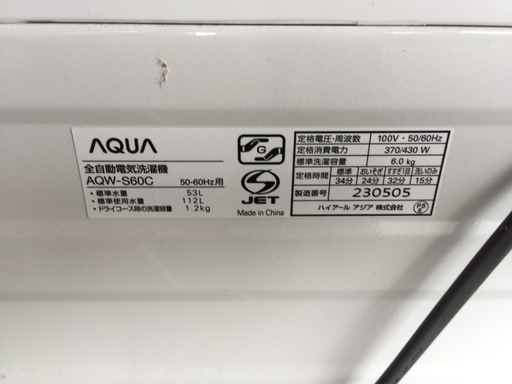 AQUA
全自動電気洗濯機
AQW-S60C 50-60Hz用
・標準水量 53L
・標準使用水量 112L
・ドライコース時の洗濯容量 1.2kg
G
S
JET
Made in China
定格電圧・周波数 100V・50/60Hz
定格消費電力 370/430 W
標準洗濯容量 6.0 kg
定格時間 標準 おいそぎ すすぎ1回 洗いのみ
34分 24分 32分 15分
製造番号 230505
ハイアール アジア 株式会社
PS
E